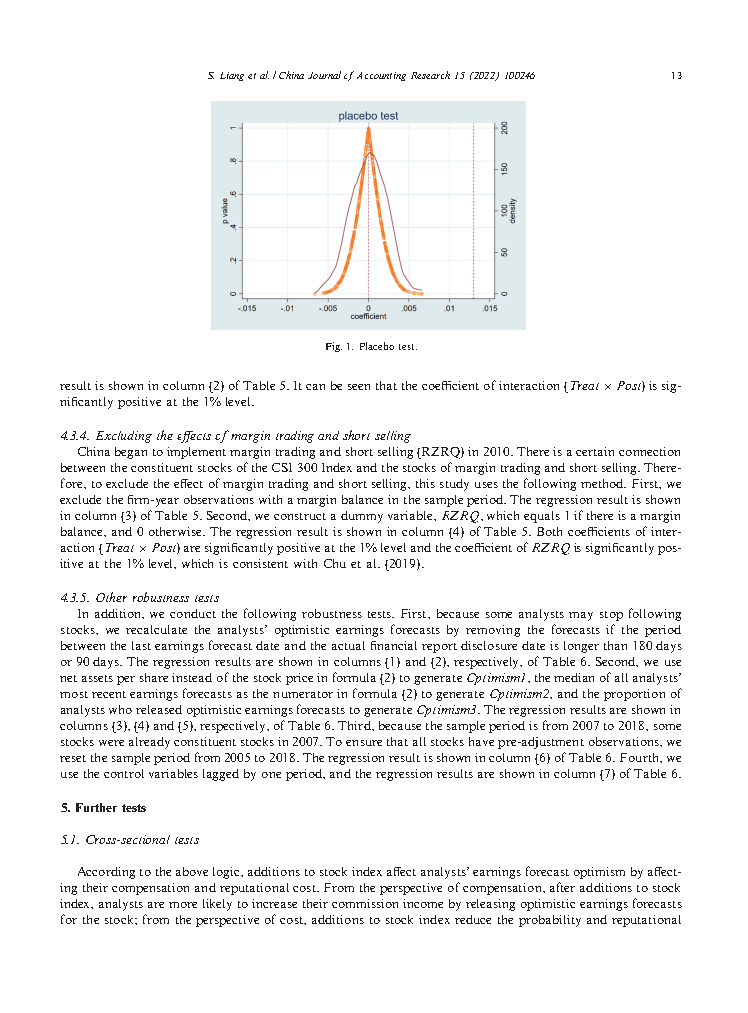 S. Liang et al. / China Journal of Accounting Research 15 (2022) 100246 13
placebo test
p value
0 .2 .4 .6 .8 1
density
0 50 100 150 200
-.015 -.01 -.005 0 .005 .01 .015
coefficient
Fig. 1. Placebo test.
result is shown in column (2) of Table 5. It can be seen that the coefficient of interaction (Treat × Post) is sig-
nificantly positive at the 1% level.
4.3.4. Excluding the effects of margin trading and short selling
China began to implement margin trading and short selling (RZRQ) in 2010. There is a certain connection
between the constituent stocks of the CSI 300 Index and the stocks of margin trading and short selling. There-
fore, to exclude the effect of margin trading and short selling, this study uses the following method. First, we
exclude the firm-year observations with a margin balance in the sample period. The regression result is shown
in column (3) of Table 5. Second, we construct a dummy variable, RZRQ, which equals 1 if there is a margin
balance, and 0 otherwise. The regression result is shown in column (4) of Table 5. Both coefficients of inter-
action (Treat × Post) are significantly positive at the 1% level and the coefficient of RZRQ is significantly pos-
itive at the 1% level, which is consistent with Chu et al. (2019).
4.3.5. Other robustness tests
In addition, we conduct the following robustness tests. First, because some analysts may stop following
stocks, we recalculate the analysts' optimistic earnings forecasts by removing the forecasts if the period
between the last earnings forecast date and the actual financial report disclosure date is longer than 180 days
or 90 days. The regression results are shown in columns (1) and (2), respectively, of Table 6. Second, we use
net assets per share instead of the stock price in formula (2) to generate Optimism1, the median of all analysts'
most recent earnings forecasts as the numerator in formula (2) to generate Optimism2, and the proportion of
analysts who released optimistic earnings forecasts to generate Optimism3. The regression results are shown in
columns (3), (4) and (5), respectively, of Table 6. Third, because the sample period is from 2007 to 2018, some
stocks were already constituent stocks in 2007. To ensure that all stocks have pre-adjustment observations, we
reset the sample period from 2005 to 2018. The regression result is shown in column (6) of Table 6. Fourth, we
use the control variables lagged by one period, and the regression results are shown in column (7) of Table 6.
5. Further tests
5.1. Cross-sectional tests
According to the above logic, additions to stock index affect analysts' earnings forecast optimism by affect-
ing their compensation and reputational cost. From the perspective of compensation, after additions to stock
index, analysts are more likely to increase their commission income by releasing optimistic earnings forecasts
for the stock; from the perspective of cost, additions to stock index reduce the probability and reputational